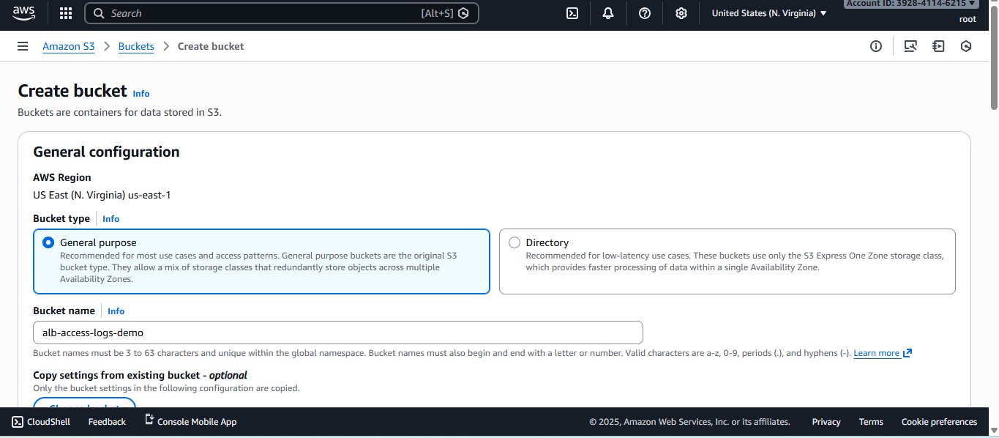 aws
Search [Alt+S]
United States (N. Virginia)
Account ID: 3928-4114-6215
root
Amazon S3 > Buckets > Create bucket
Create bucket Info
Buckets are containers for data stored in S3.
General configuration
AWS Region
US East (N. Virginia) us-east-1
Bucket type Info
General purpose
Recommended for most use cases and access patterns. General purpose buckets are the original S3
bucket type. They allow a mix of storage classes that redundantly store objects across multiple
Availability Zones.
Directory
Recommended for low-latency use cases. These buckets use only the S3 Express One Zone storage class,
which provides faster processing of data within a single Availability Zone.
Bucket name Info
alb-access-logs-demo
Bucket names must be 3 to 63 characters and unique within the global namespace. Bucket names must also begin and end with a letter or number. Valid characters are a-z, 0-9, periods (.), and hyphens (-). Learn more
Copy settings from existing bucket - optional
Only the bucket settings in the following configuration are copied.
Choose bucket
CloudShell Feedback Console Mobile App © 2025, Amazon Web Services, Inc. or its affiliates. Privacy Terms Cookie preferences